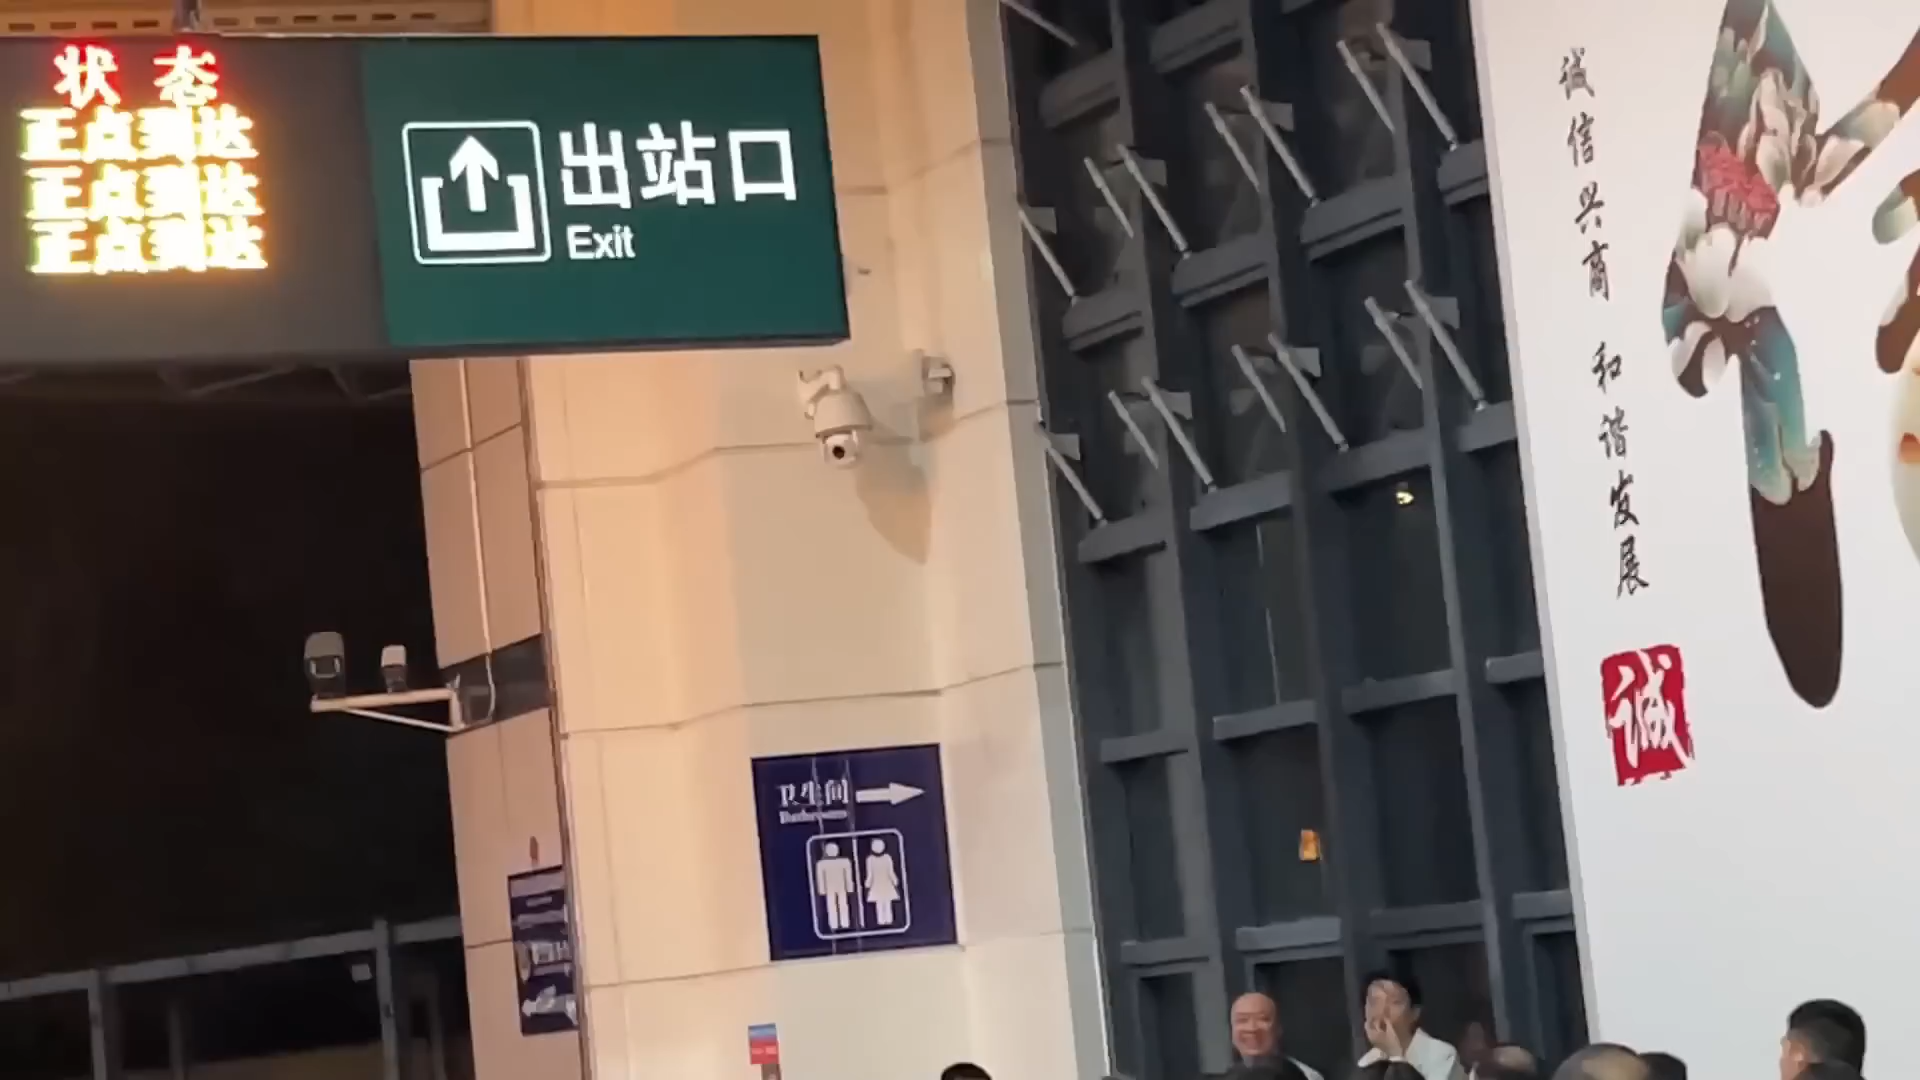 状态
正点到达
正点到达
正点到达
出站口
Exit
卫生间
Bathroom
诚信兴商 和谐发展
诚